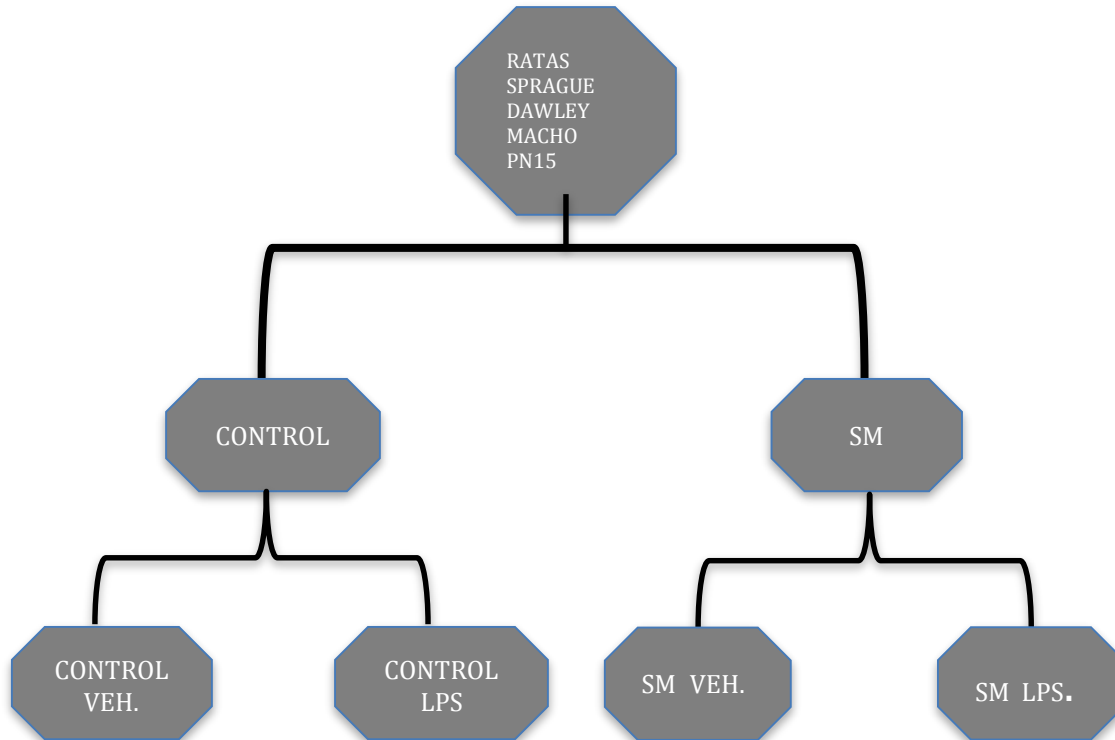 RATAS
SPRAGUE
DAWLEY
MACHO
PN15
CONTROL
SM
CONTROL
VEH.
CONTROL
LPS
SM VEH.
SM LPS.